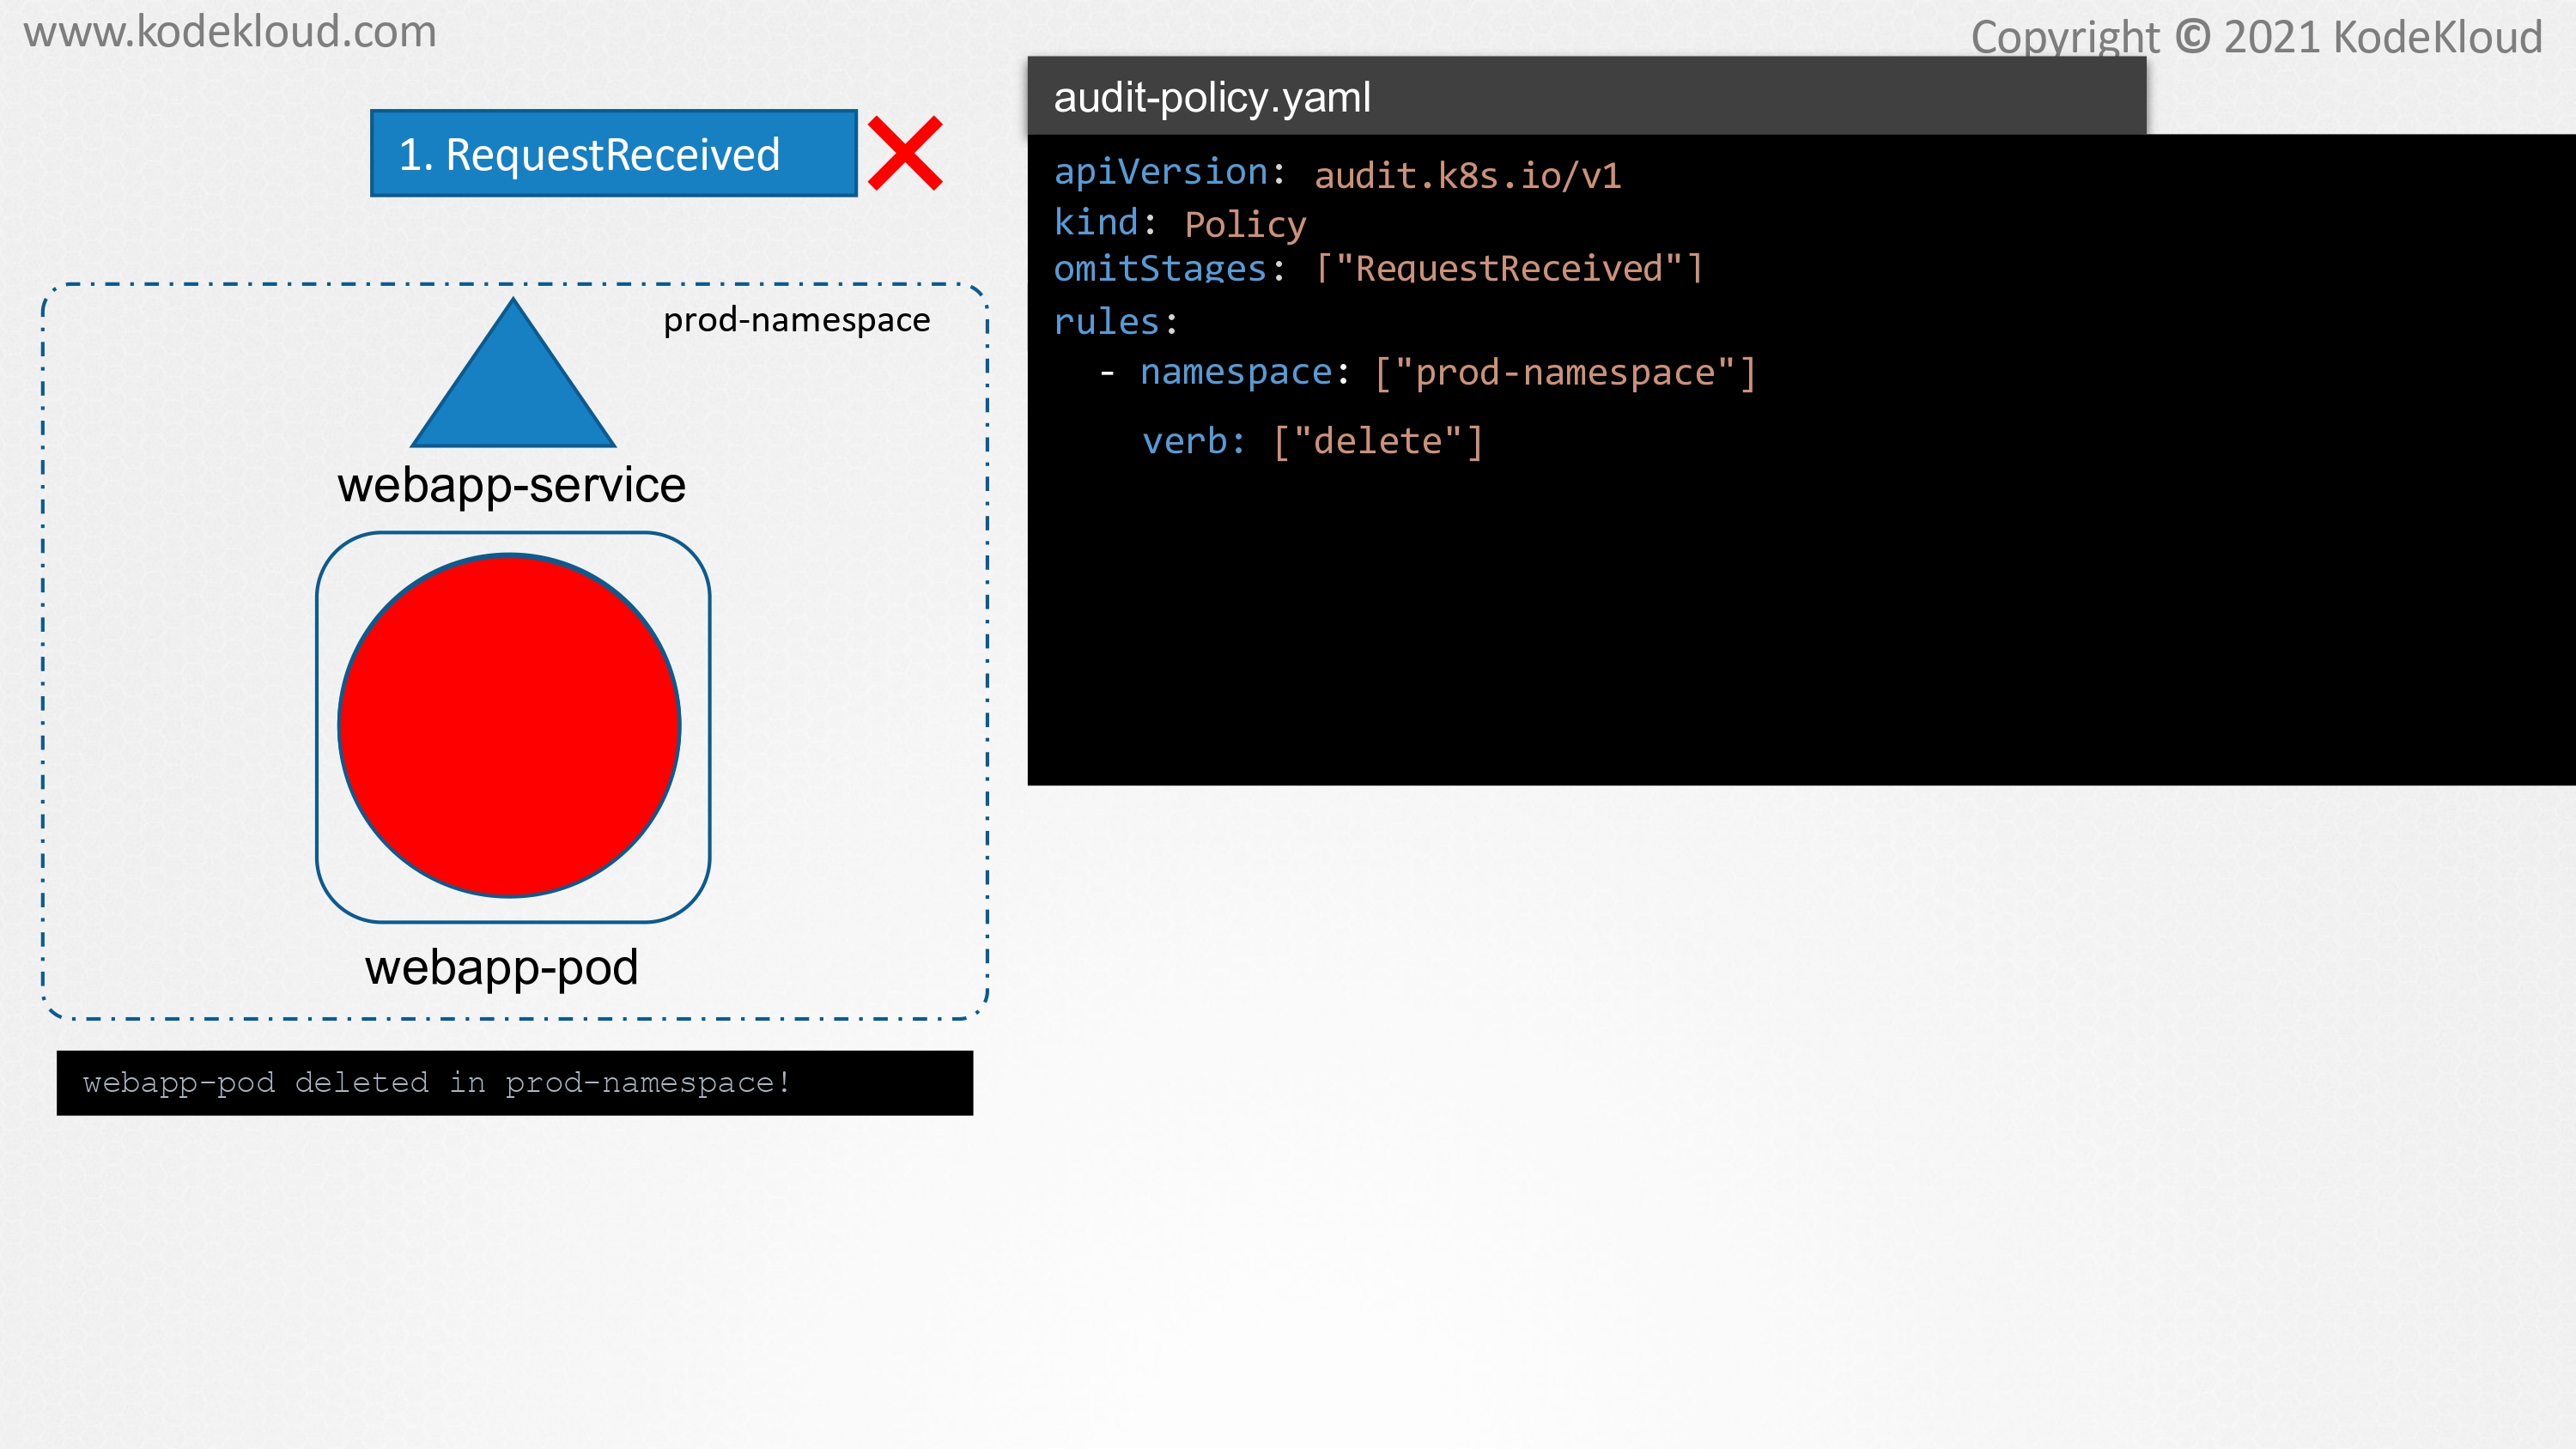 www.kodekloud.com
Copyright © 2021 KodeKloud
1. RequestReceived
prod-namespace
webapp-service
webapp-pod
webapp-pod deleted in prod-namespace!
audit-policy.yaml
apiVersion: audit.k8s.io/v1
kind: Policy
omitStages: ["RequestReceived"]
rules:
  - namespace: ["prod-namespace"]
    verb: ["delete"]